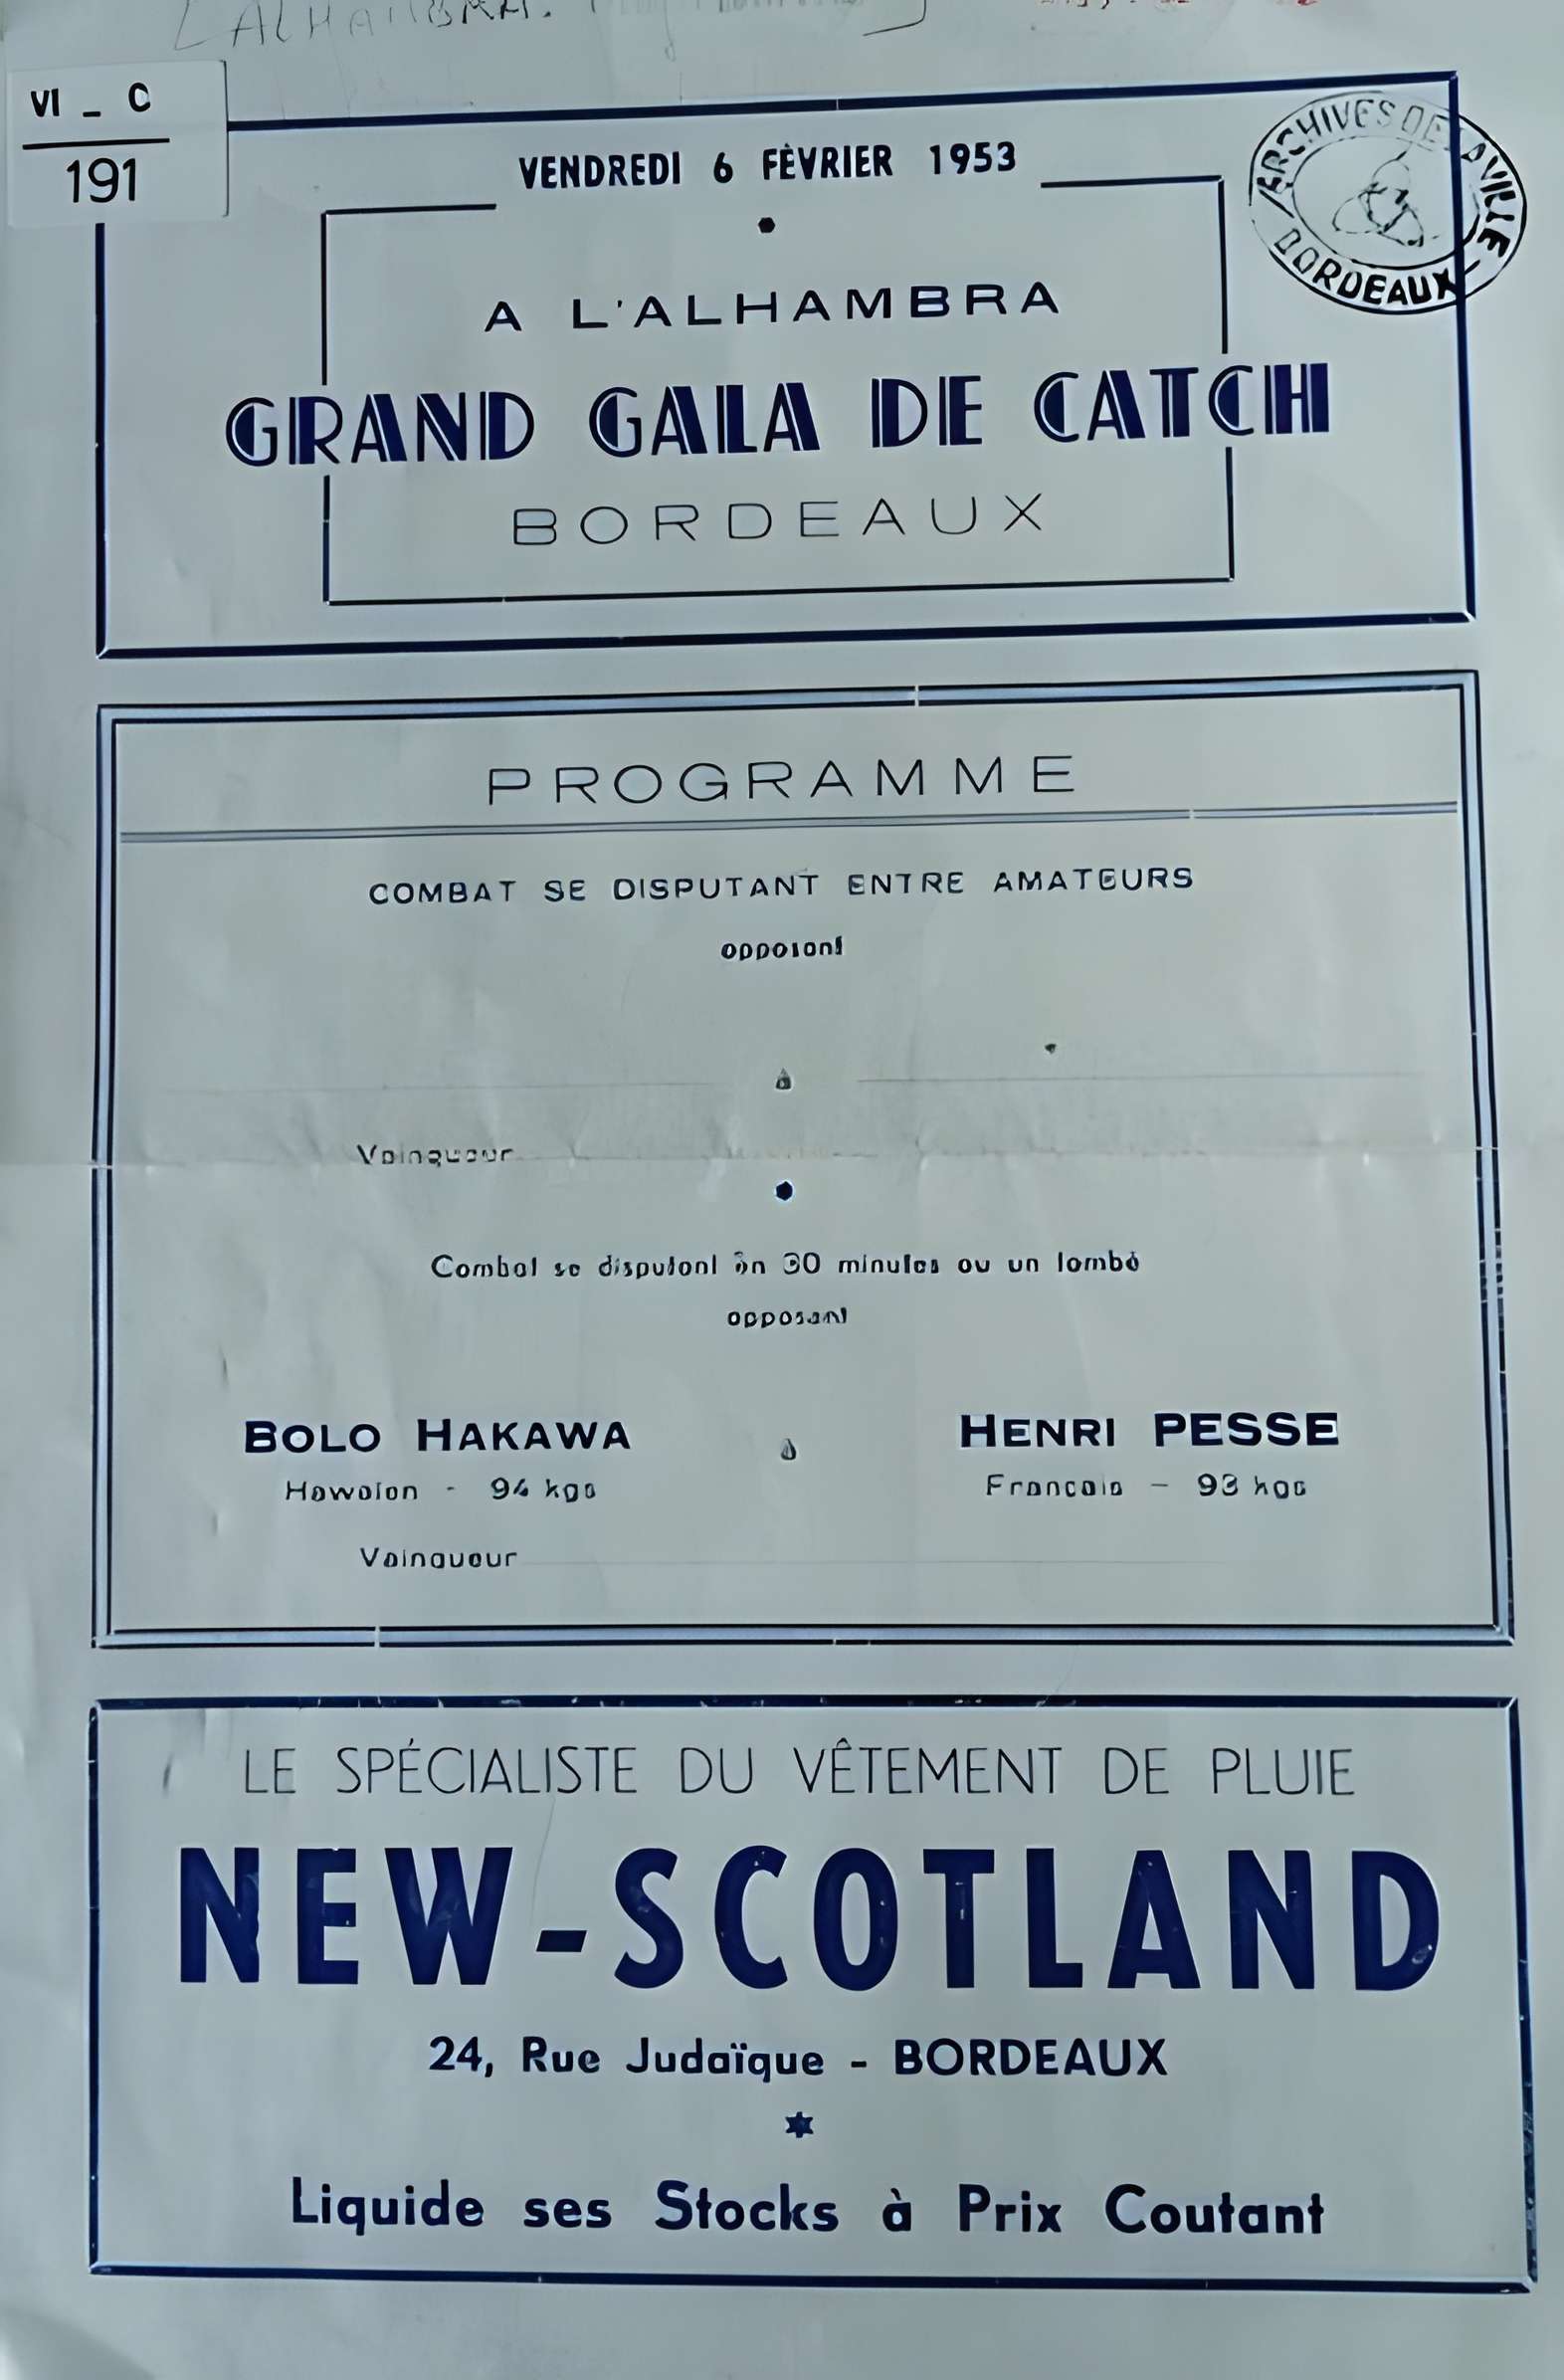 L'ALHAMBRA.
VI - C
191
ARCHIVES DE LA VILLE - BORDEAUX
VENDREDI 6 FÉVRIER 1953
A L'ALHAMBRA
GRAND GALA DE CATCH
BORDEAUX
PROGRAMME
COMBAT SE DISPUTANT ENTRE AMATEURS
opposant
à
Vainqueur
Combat se disputant en 30 minutes ou un tombé
opposant
BOLO HAKAWA à HENRI PESSE
Hawaïen - 94 kgs Français - 93 kgs
Vainqueur
LE SPÉCIALISTE DU VÊTEMENT DE PLUIE
NEW-SCOTLAND
24, Rue Judaïque - BORDEAUX
Liquide ses Stocks à Prix Coutant